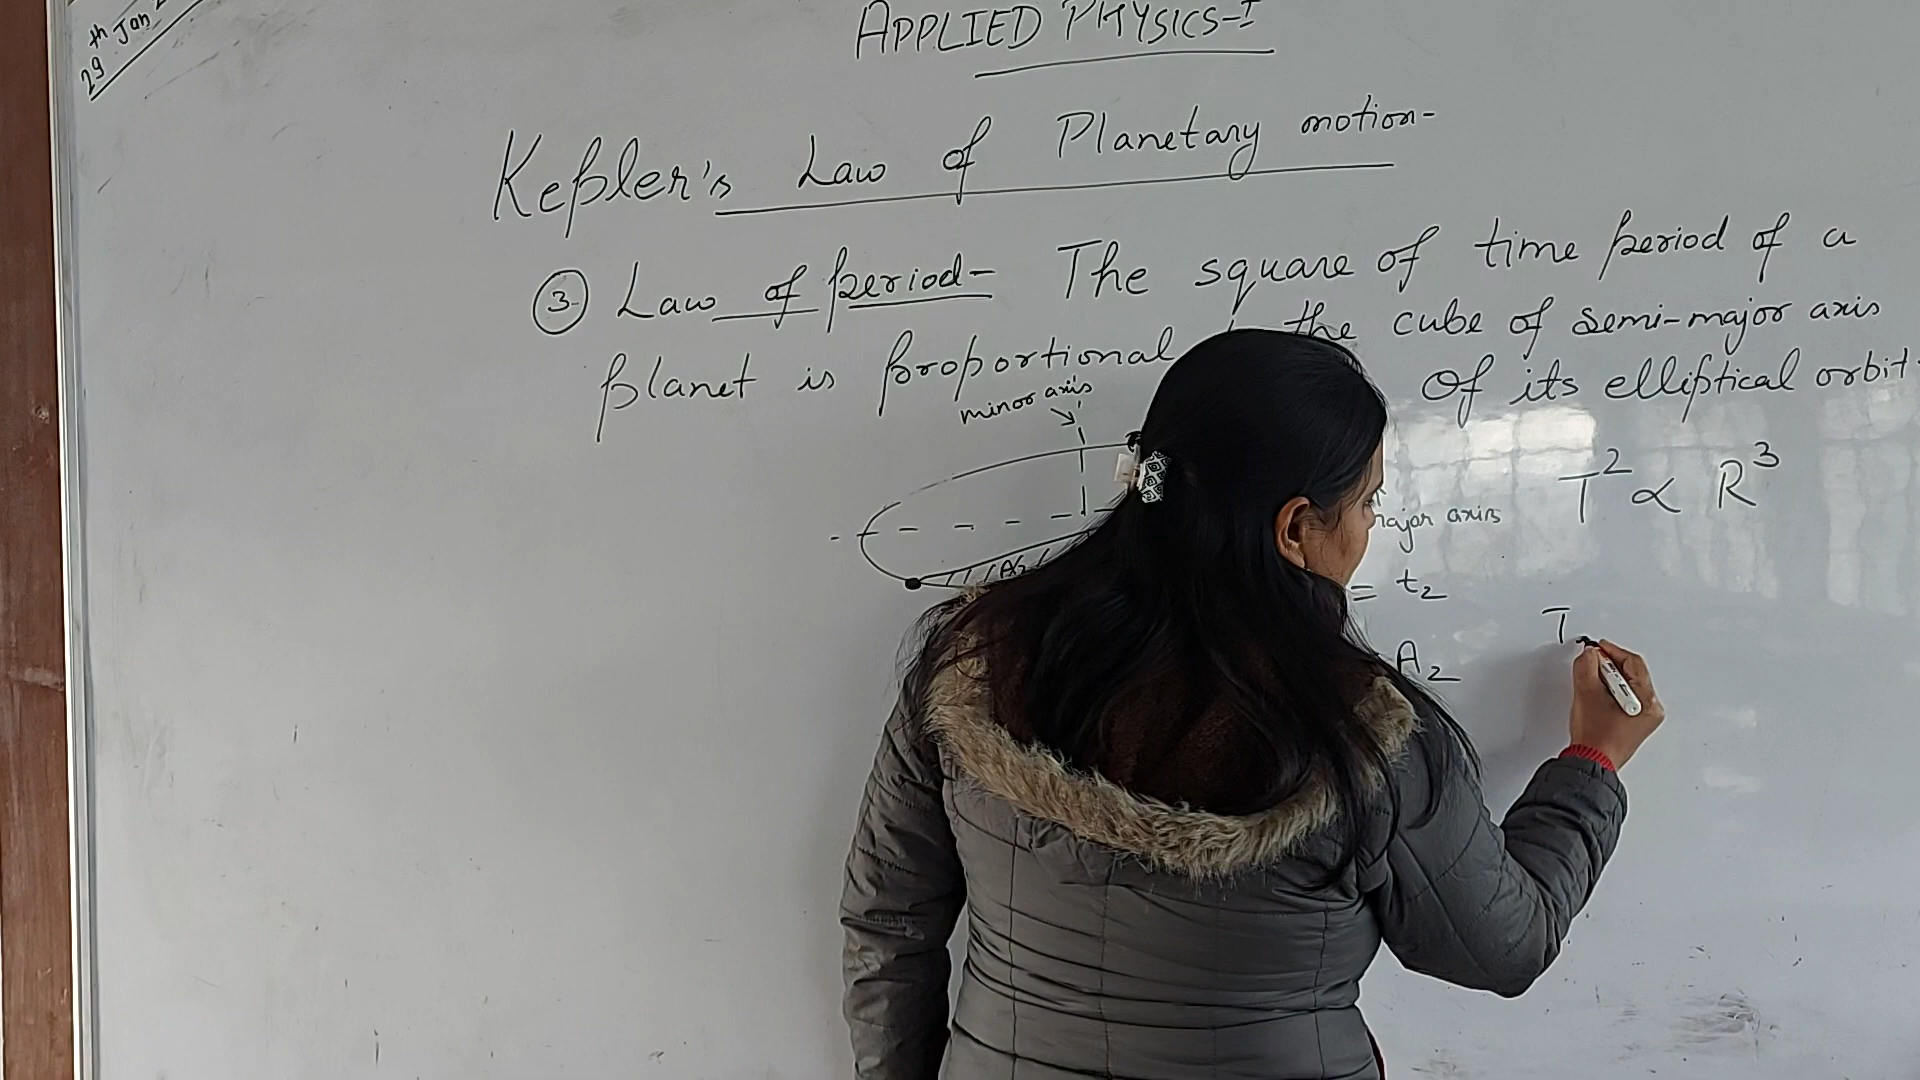 29th Jan
APPLIED PHYSICS-I
Kepler's Law of Planetary motion-
3. Law of period- The square of time period of a
planet is proportional the cube of semi-major axis
of its elliptical orbit.
minor axis
T² ∝ R³
major axis
A2
= t2
T
A2